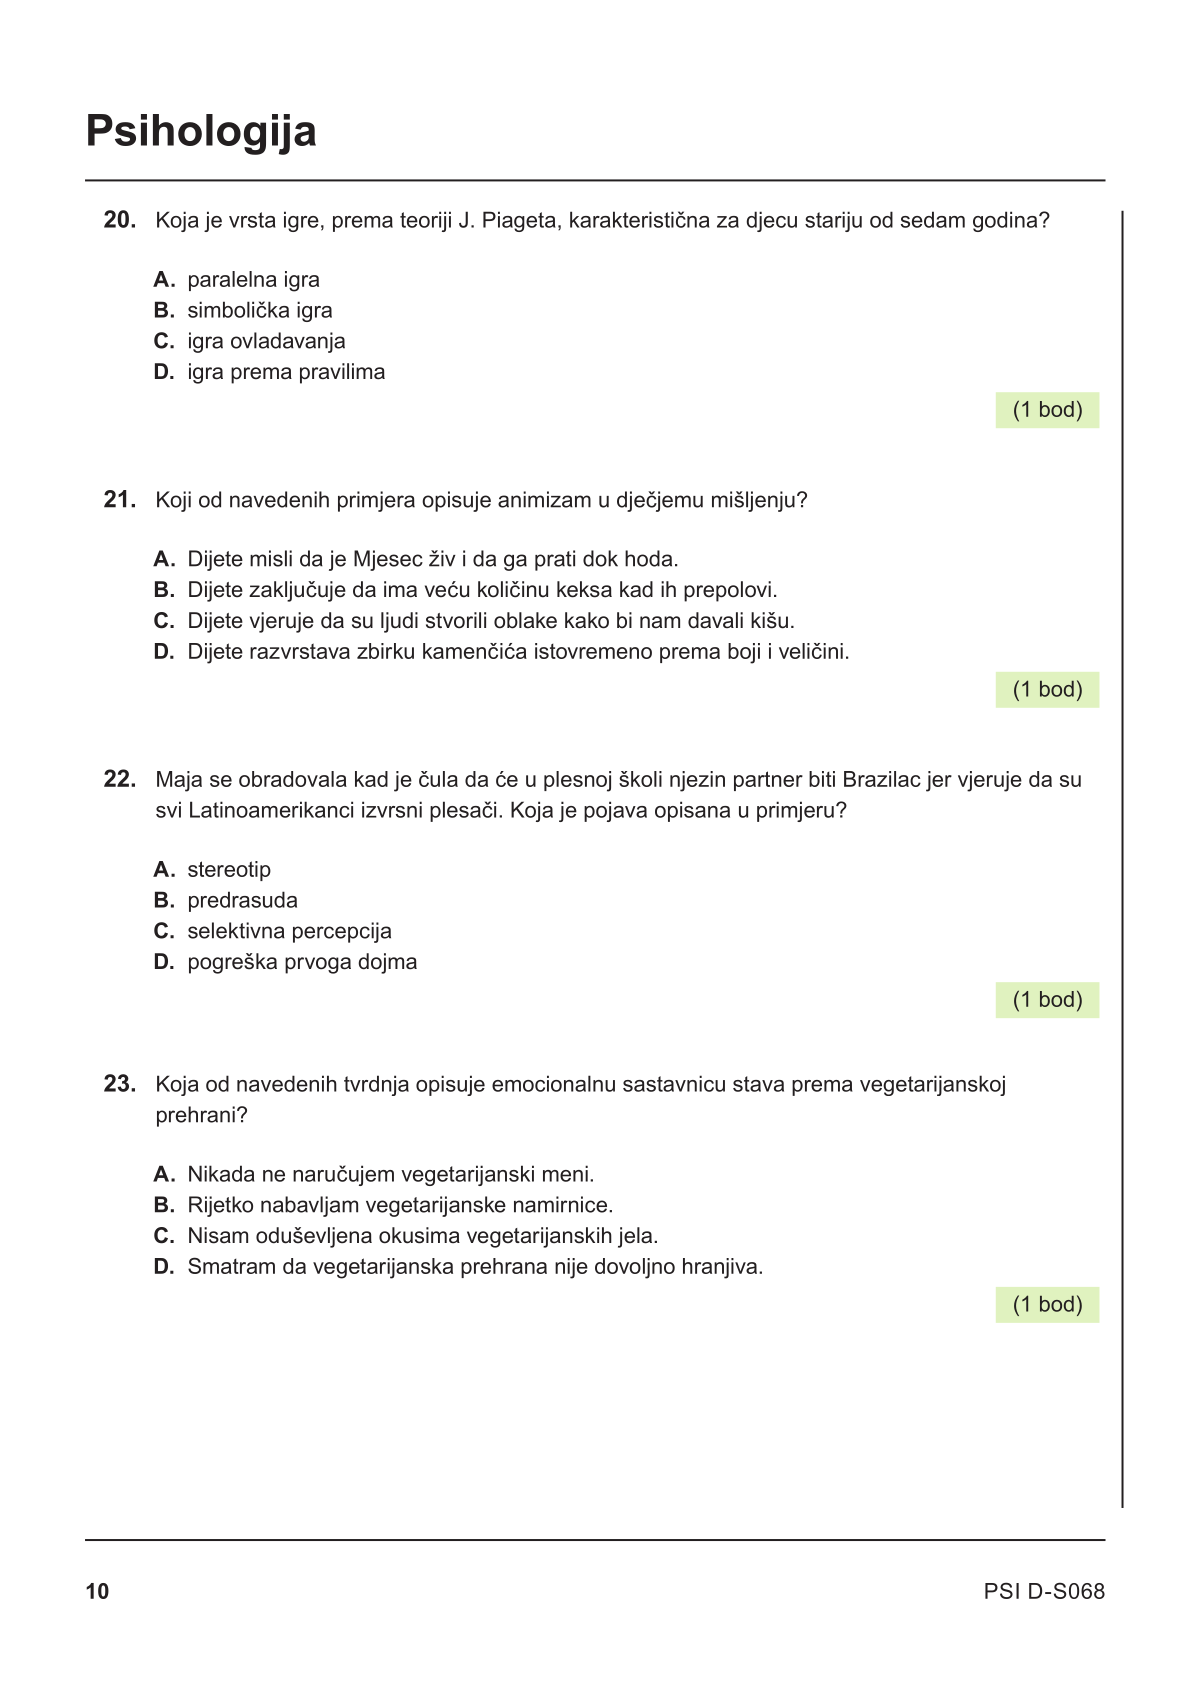 Psihologija
20. Koja je vrsta igre, prema teoriji J. Piageta, karakteristična za djecu stariju od sedam godina?
A. paralelna igra
B. simbolička igra
C. igra ovladavanja
D. igra prema pravilima
(1 bod)
21. Koji od navedenih primjera opisuje animizam u dječjemu mišljenju?
A. Dijete misli da je Mjesec živ i da ga prati dok hoda.
B. Dijete zaključuje da ima veću količinu keksa kad ih prepolovi.
C. Dijete vjeruje da su ljudi stvorili oblake kako bi nam davali kišu.
D. Dijete razvrstava zbirku kamenčića istovremeno prema boji i veličini.
(1 bod)
22. Maja se obradovala kad je čula da će u plesnoj školi njezin partner biti Brazilac jer vjeruje da su
svi Latinoamerikanci izvrsni plesači. Koja je pojava opisana u primjeru?
A. stereotip
B. predrasuda
C. selektivna percepcija
D. pogreška prvoga dojma
(1 bod)
23. Koja od navedenih tvrdnja opisuje emocionalnu sastavnicu stava prema vegetarijanskoj
prehrani?
A. Nikada ne naručujem vegetarijanski meni.
B. Rijetko nabavljam vegetarijanske namirnice.
C. Nisam oduševljena okusima vegetarijanskih jela.
D. Smatram da vegetarijanska prehrana nije dovoljno hranjiva.
(1 bod)
10
PSI D-S068